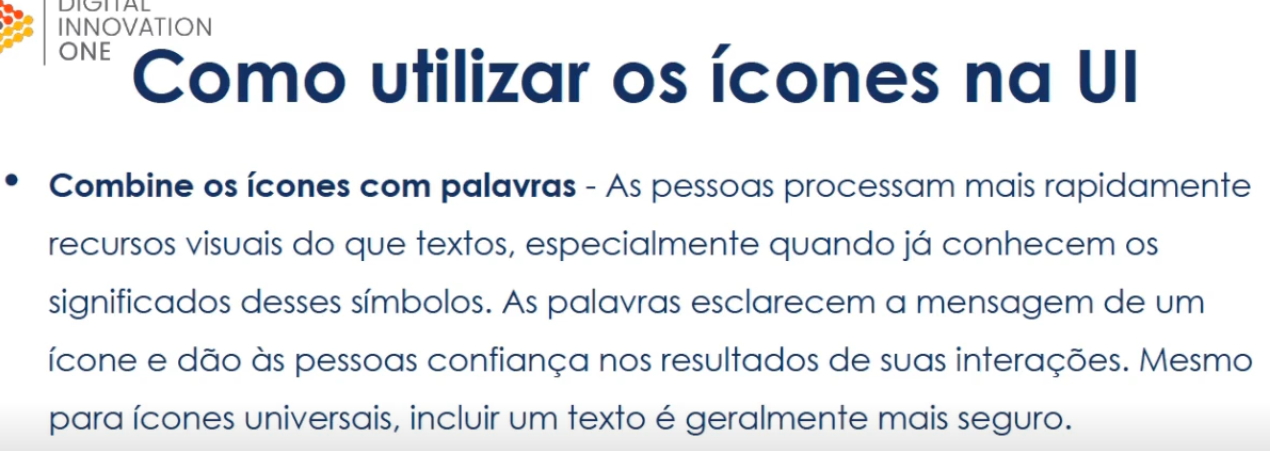 DIGITAL
INNOVATION
ONE
Como utilizar os ícones na UI
• Combine os ícones com palavras - As pessoas processam mais rapidamente
recursos visuais do que textos, especialmente quando já conhecem os
significados desses símbolos. As palavras esclarecem a mensagem de um
ícone e dão às pessoas confiança nos resultados de suas interações. Mesmo
para ícones universais, incluir um texto é geralmente mais seguro.